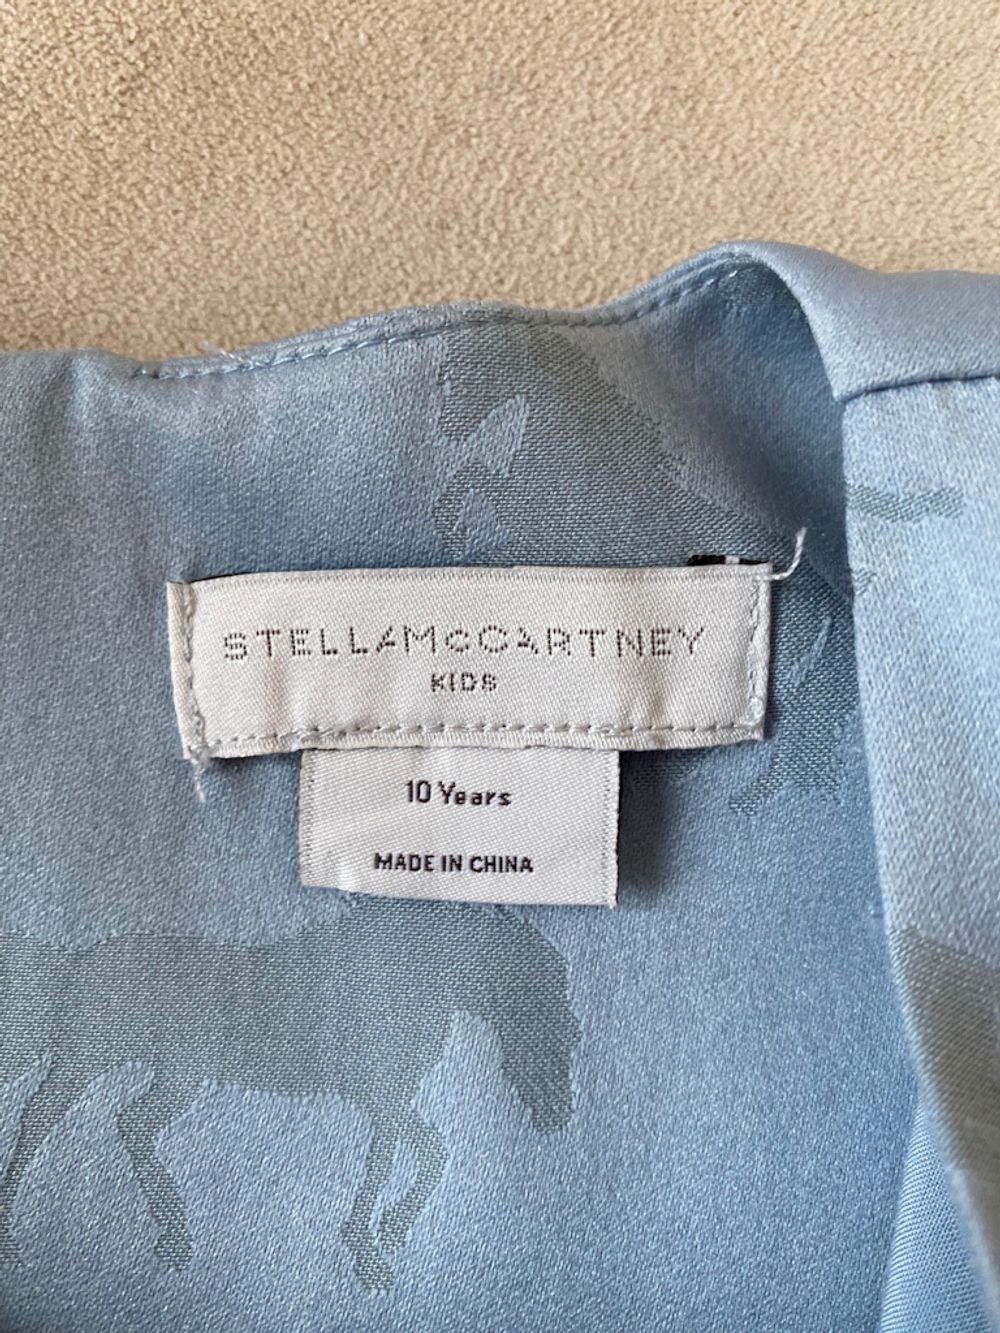 STELLAMcCARTNEY
KIDS
10 Years
MADE IN CHINA